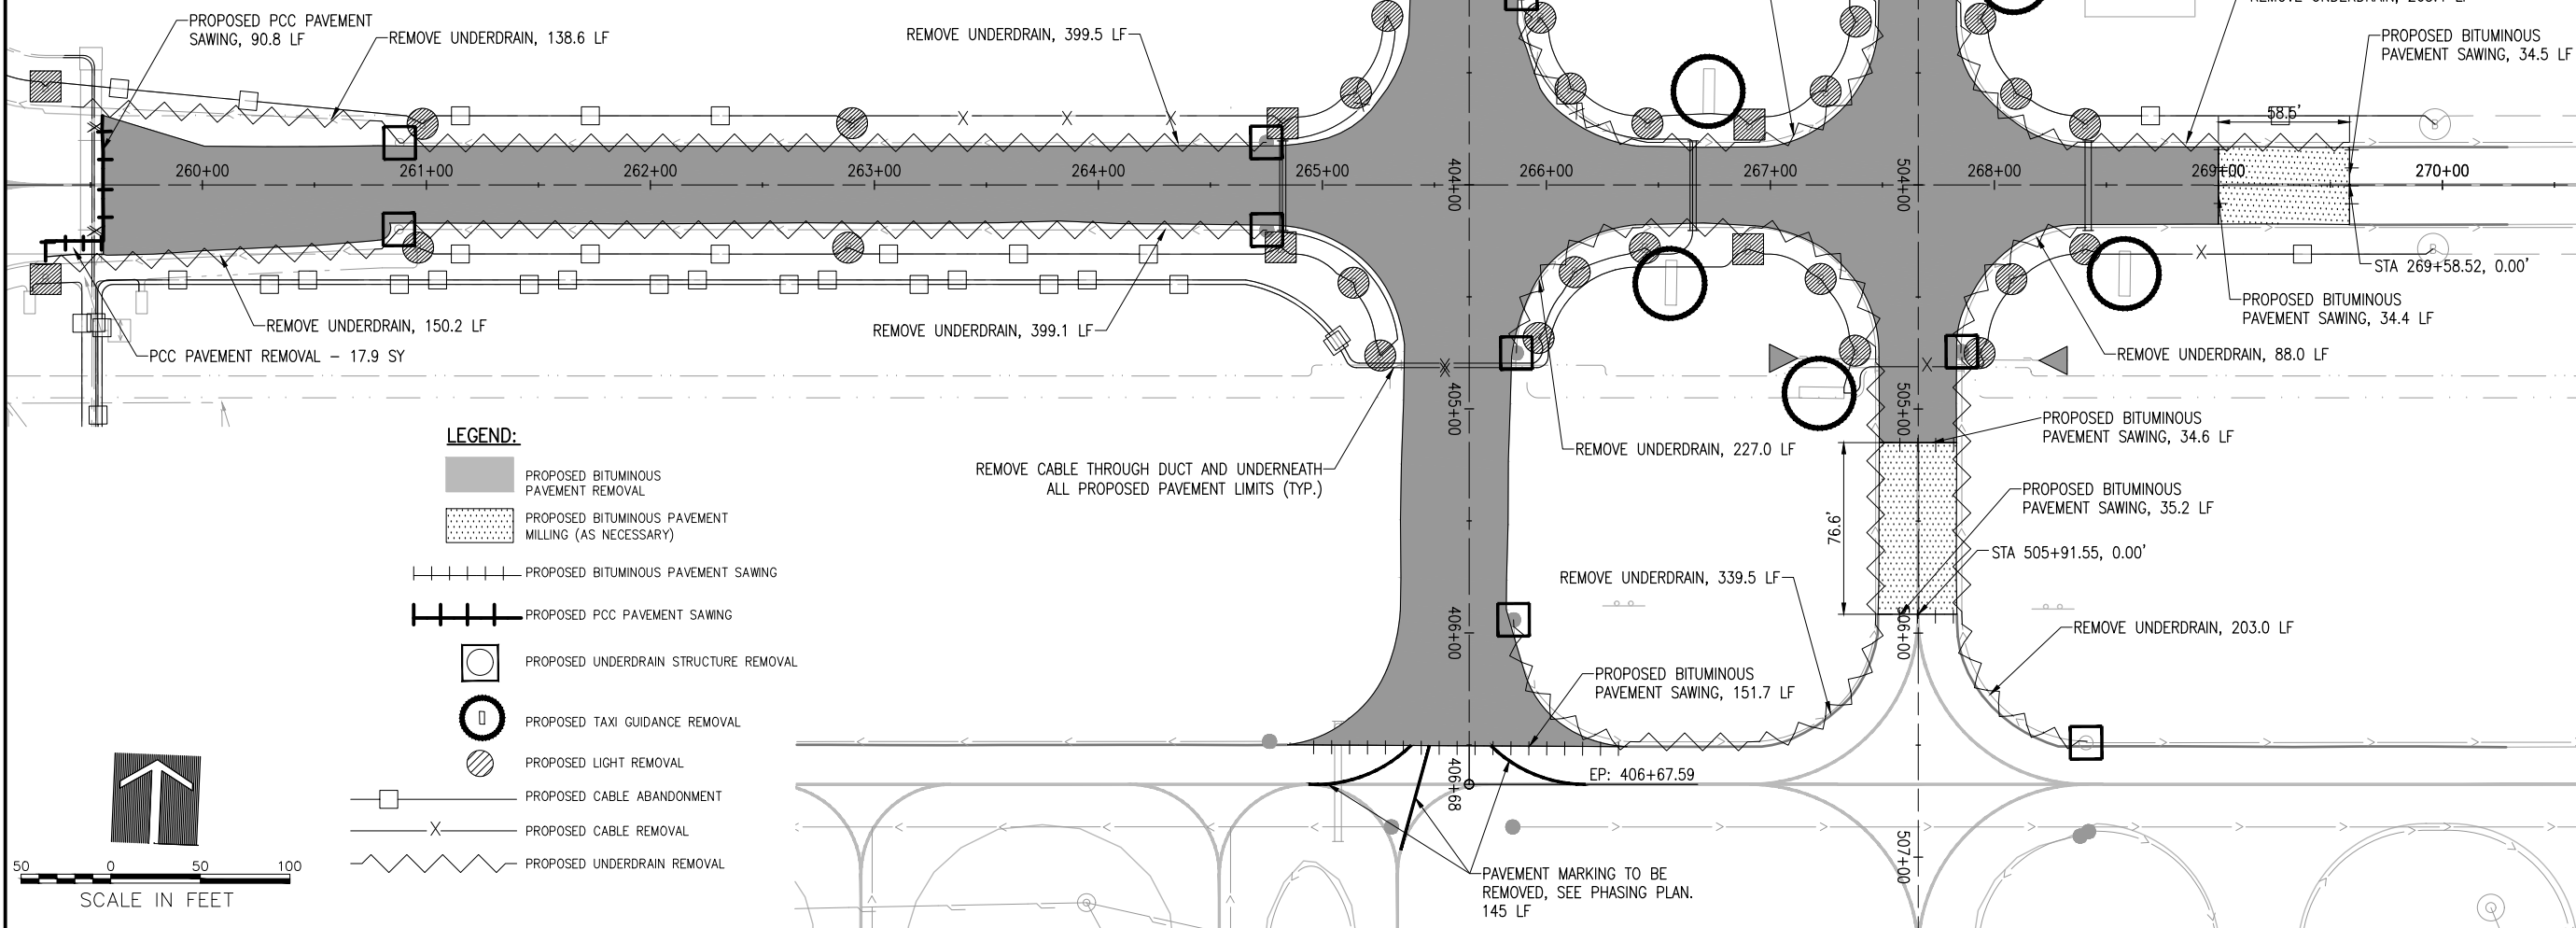 PROPOSED PCC PAVEMENT
SAWING, 90.8 LF
REMOVE UNDERDRAIN, 138.6 LF
REMOVE UNDERDRAIN, 399.5 LF
PROPOSED BITUMINOUS
PAVEMENT SAWING, 34.5 LF
58.5'
260+00
261+00
262+00
263+00
264+00
265+00
266+00
267+00
268+00
269+00
270+00
404+00
504+00
STA 269+58.52, 0.00'
PROPOSED BITUMINOUS
PAVEMENT SAWING, 34.4 LF
REMOVE UNDERDRAIN, 150.2 LF
REMOVE UNDERDRAIN, 399.1 LF
PCC PAVEMENT REMOVAL – 17.9 SY
REMOVE UNDERDRAIN, 88.0 LF
405+00
505+00
PROPOSED BITUMINOUS
PAVEMENT SAWING, 34.6 LF
REMOVE UNDERDRAIN, 227.0 LF
REMOVE CABLE THROUGH DUCT AND UNDERNEATH
ALL PROPOSED PAVEMENT LIMITS (TYP.)
PROPOSED BITUMINOUS
PAVEMENT SAWING, 35.2 LF
76.6'
STA 505+91.55, 0.00'
REMOVE UNDERDRAIN, 339.5 LF
406+00
506+00
REMOVE UNDERDRAIN, 203.0 LF
PROPOSED BITUMINOUS
PAVEMENT SAWING, 151.7 LF
EP: 406+67.59
406+68
507+00
PAVEMENT MARKING TO BE
REMOVED, SEE PHASING PLAN.
145 LF
LEGEND:
PROPOSED BITUMINOUS
PAVEMENT REMOVAL
PROPOSED BITUMINOUS PAVEMENT
MILLING (AS NECESSARY)
PROPOSED BITUMINOUS PAVEMENT SAWING
PROPOSED PCC PAVEMENT SAWING
PROPOSED UNDERDRAIN STRUCTURE REMOVAL
PROPOSED TAXI GUIDANCE REMOVAL
PROPOSED LIGHT REMOVAL
PROPOSED CABLE ABANDONMENT
PROPOSED CABLE REMOVAL
PROPOSED UNDERDRAIN REMOVAL
50 0 50 100
SCALE IN FEET